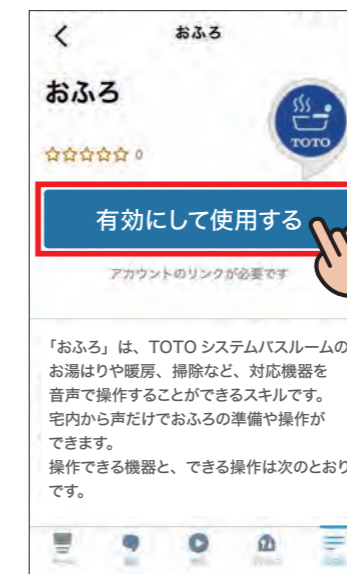 おふろ
おふろ
TOTO
0
有効にして使用する
アカウントのリンクが必要です
「おふろ」は、TOTO システムバスルームの
お湯はりや暖房、掃除など、対応機器を
音声で操作することができるスキルです。
宅内から声だけでおふろの準備や操作が
できます。
操作できる機器と、できる操作は次のとおり
です。